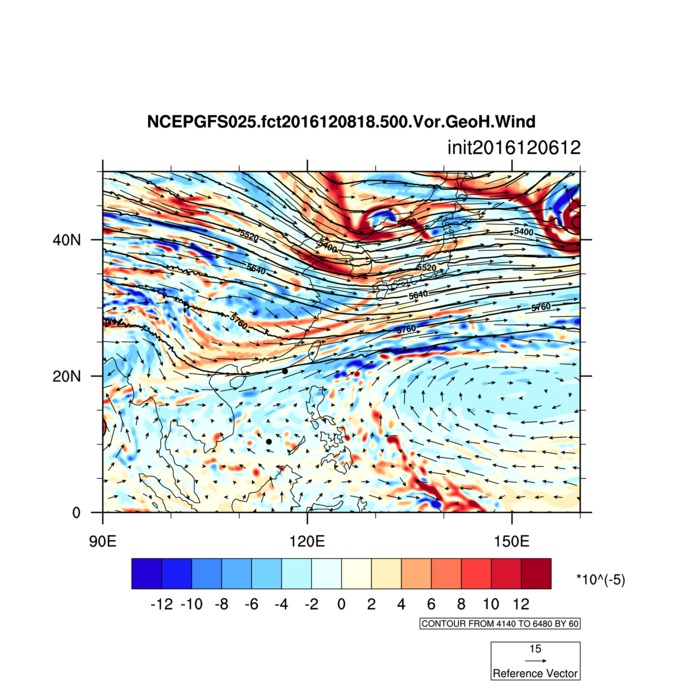 NCEPGFS025.fct2016120818.500.Vor.GeoH.Wind
init2016120612
5520
5400
5280
5400
5640
5520
5640
5760
5760
5760
40N
20N
0
90E 120E 150E
-12 -10 -8 -6 -4 -2 0 2 4 6 8 10 12
*10^(-5)
CONTOUR FROM 4140 TO 6480 BY 60
15
Reference Vector